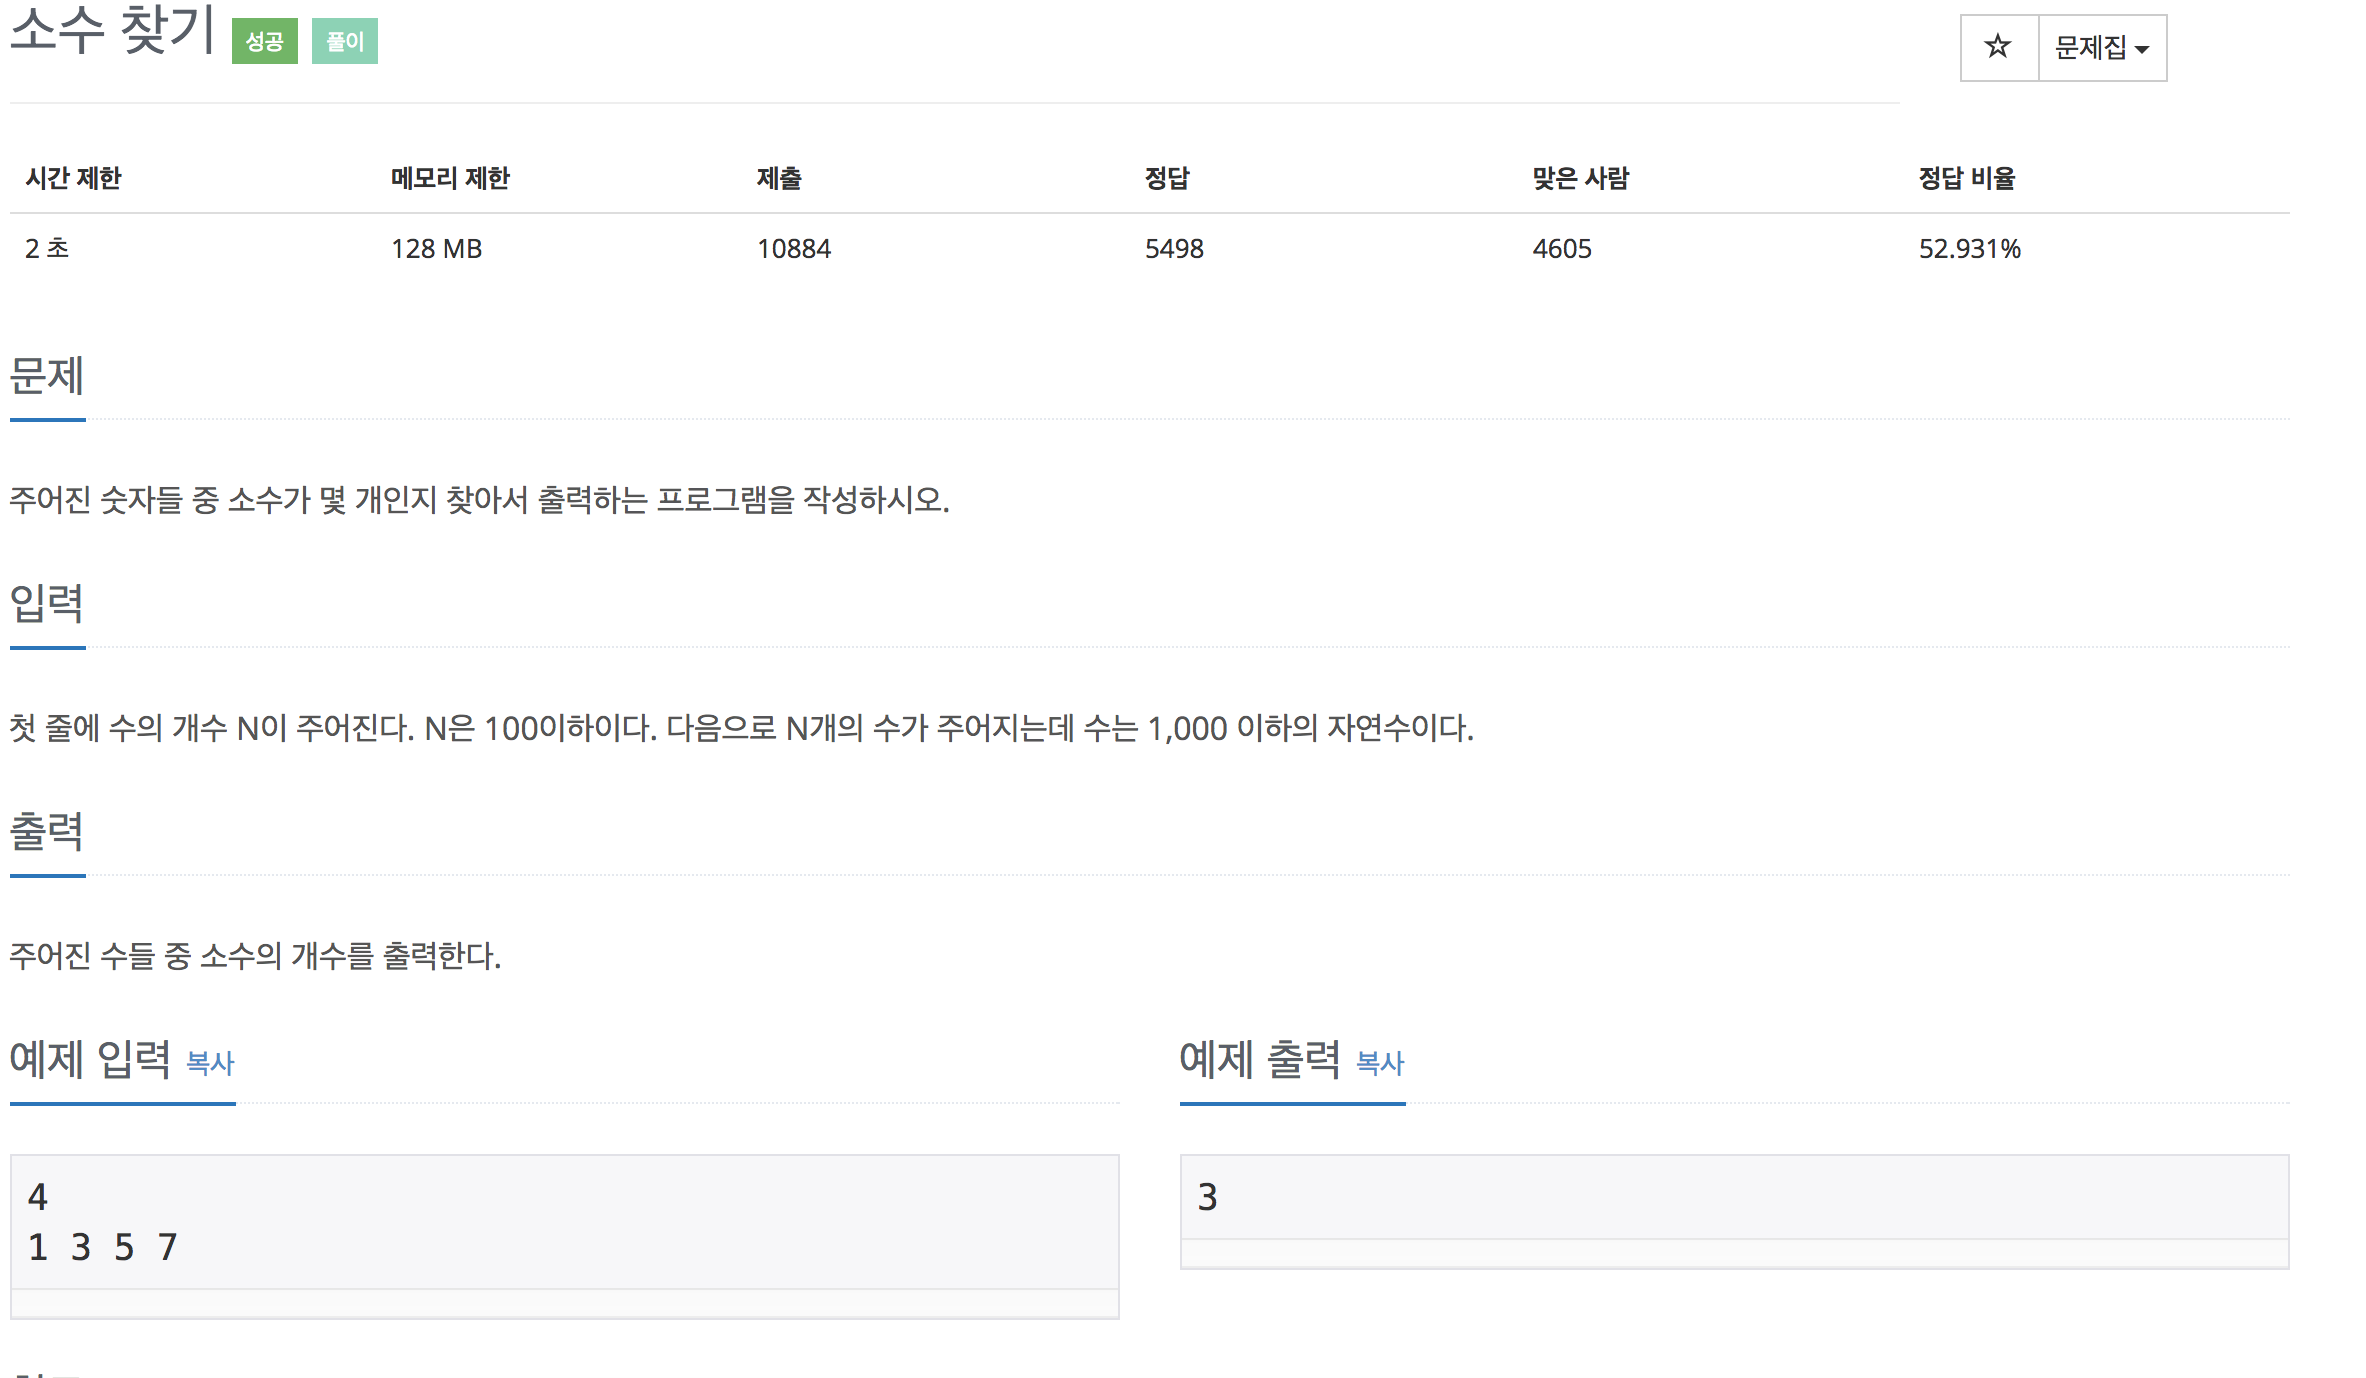 소수 찾기 성공 풀이 ☆ 문제집
시간 제한 메모리 제한 제출 정답 맞은 사람 정답 비율
2 초 128 MB 10884 5498 4605 52.931%
문제
주어진 숫자들 중 소수가 몇 개인지 찾아서 출력하는 프로그램을 작성하시오.
입력
첫 줄에 수의 개수 N이 주어진다. N은 100이하이다. 다음으로 N개의 수가 주어지는데 수는 1,000 이하의 자연수이다.
출력
주어진 수들 중 소수의 개수를 출력한다.
예제 입력 복사
4
1 3 5 7
예제 출력 복사
3